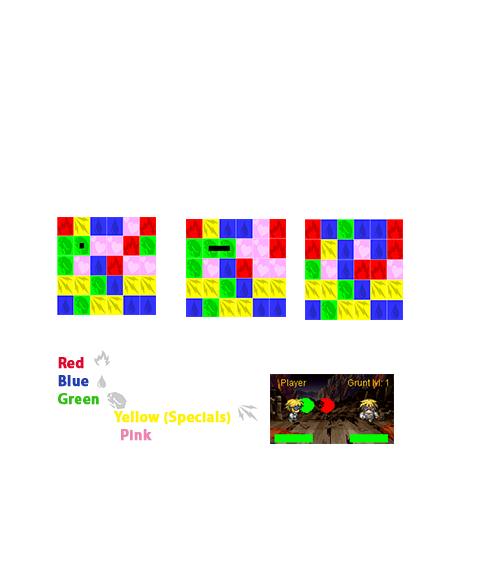 Red
Blue
Green
Yellow (Specials)
Pink
Player Grunt lvl: 1